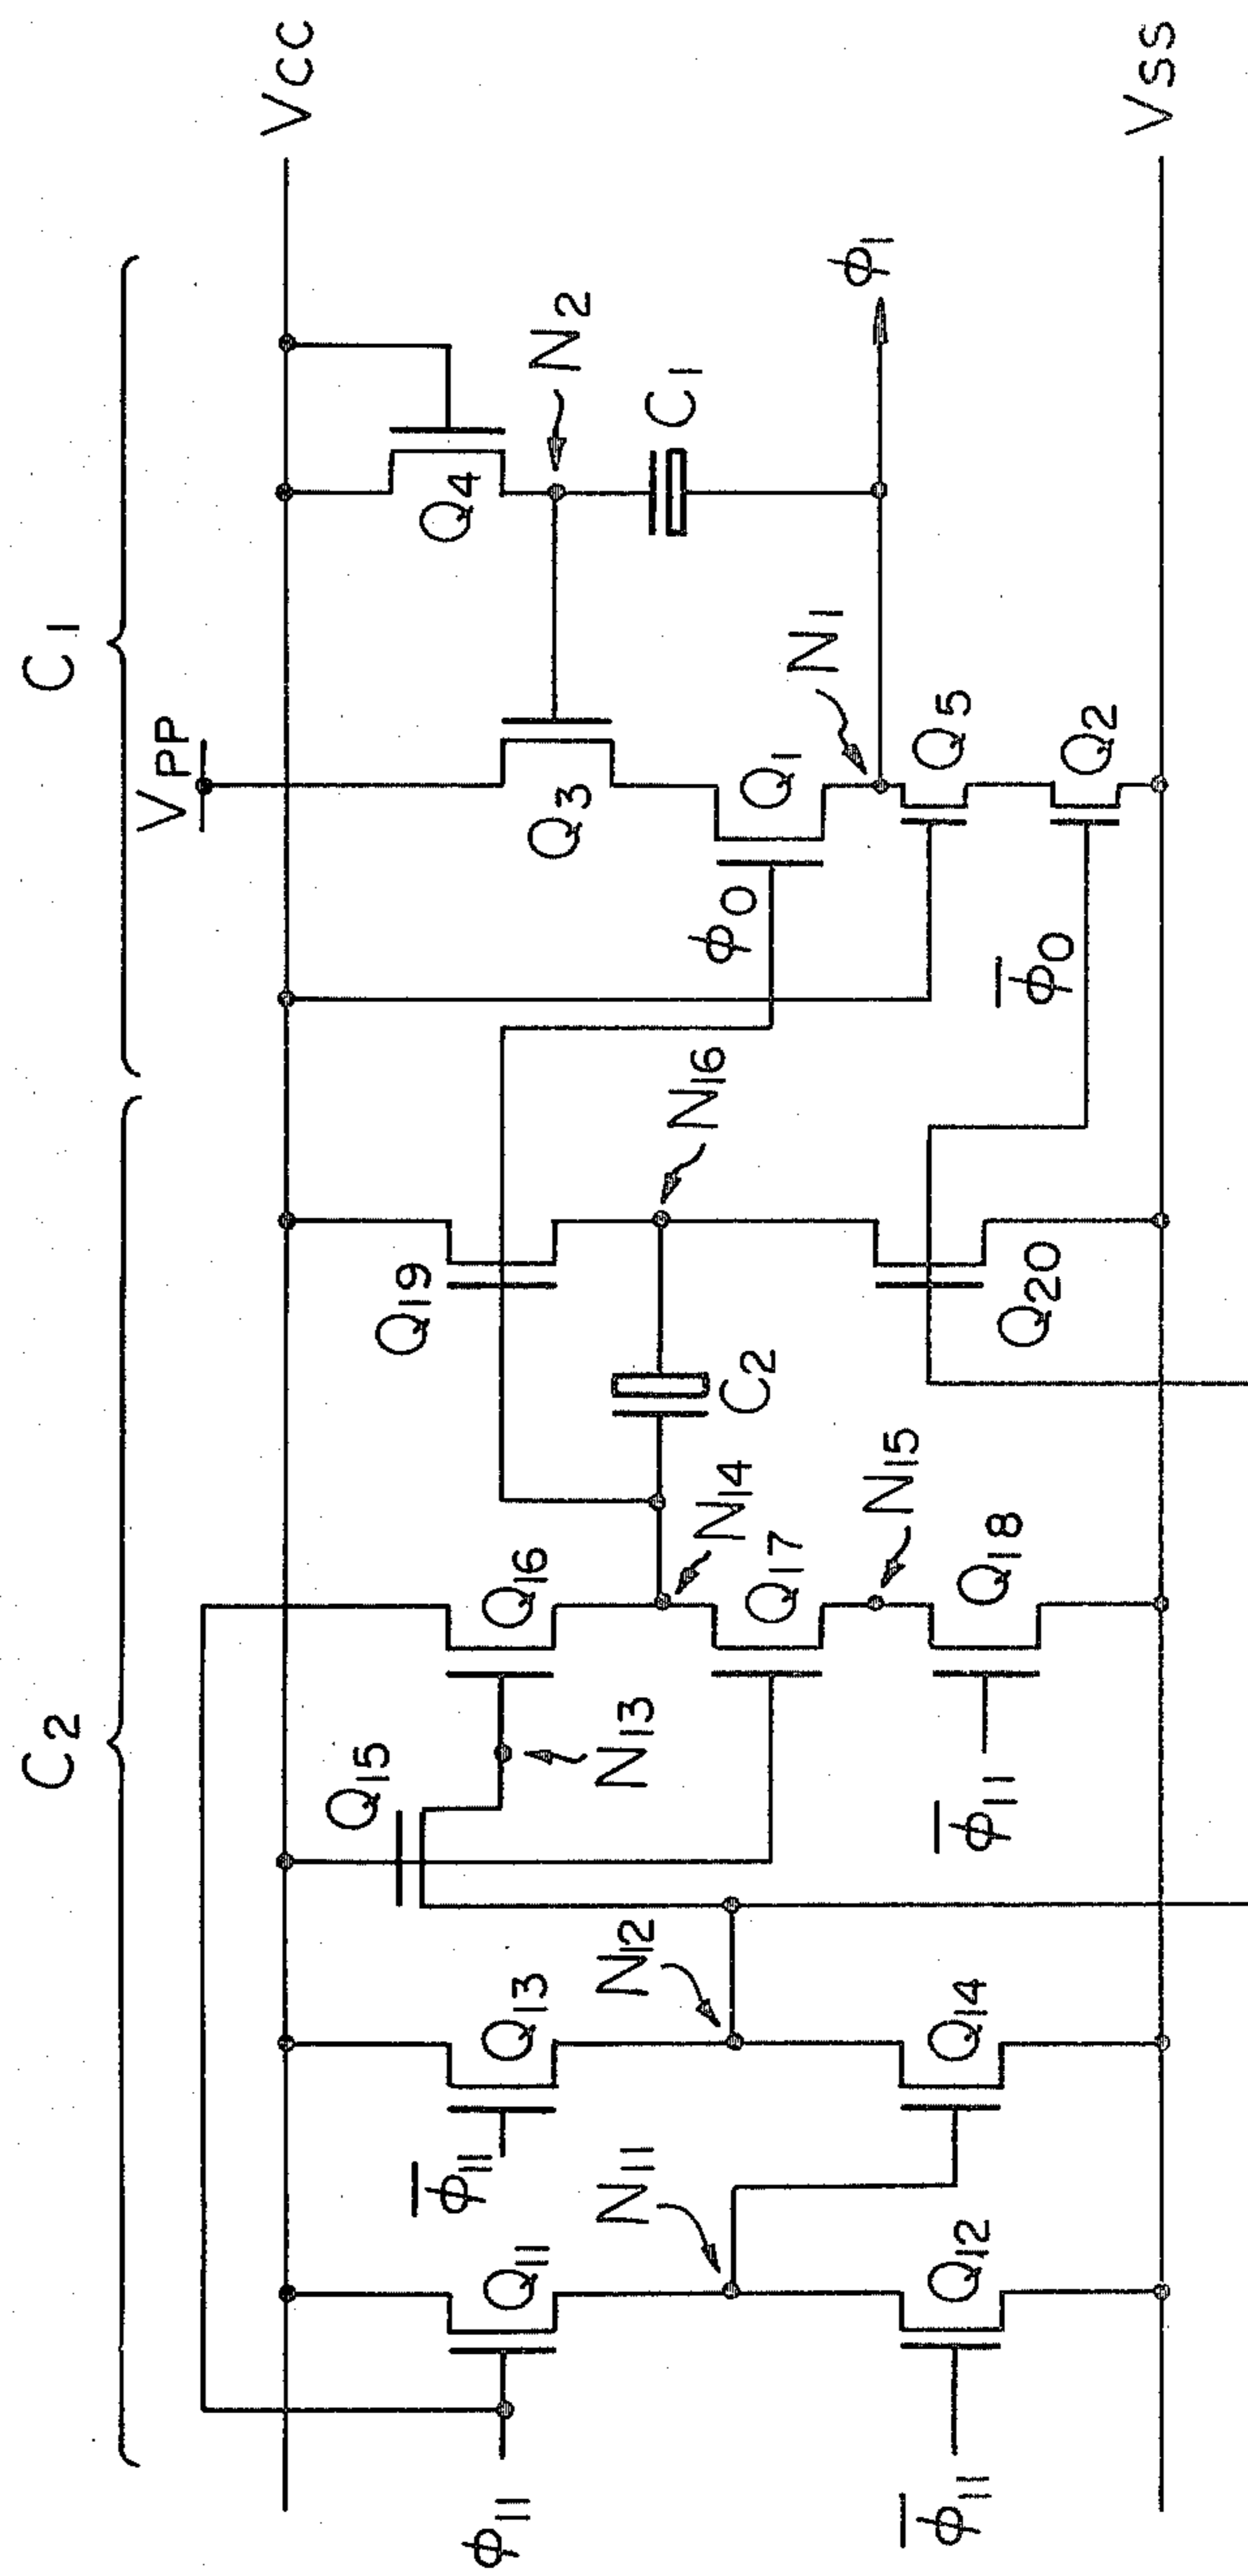 C2
C1
VPP
VCC
VSS
φ11
φ̅11
Q11
Q12
N11
φ̅11
Q13
Q14
N12
Q15
N13
Q16
N14
Q17
N15
Q18
φ̅11
C2
Q19
N16
Q20
φ0
φ̅0
Q3
Q1
N1
Q5
Q2
Q4
N2
C1
φ1